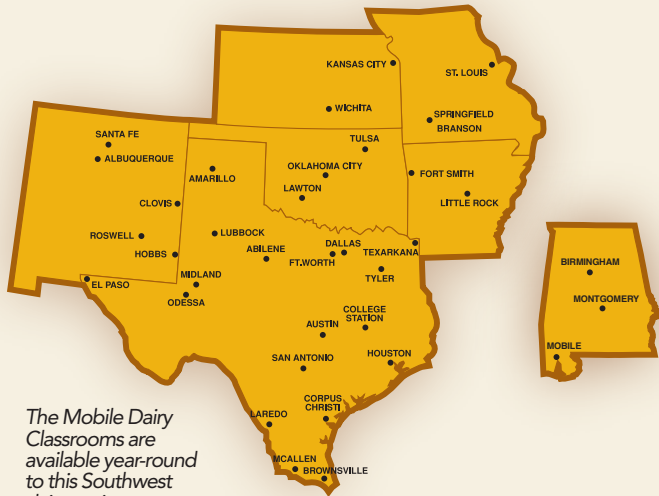 KANSAS CITY
ST. LOUIS
WICHITA
SPRINGFIELD
BRANSON
SANTA FE
TULSA
ALBUQUERQUE
OKLAHOMA CITY
AMARILLO
FORT SMITH
LAWTON
LITTLE ROCK
CLOVIS
ROSWELL
LUBBOCK
HOBBS
ABILENE
DALLAS
FT.WORTH
TEXARKANA
TYLER
EL PASO
MIDLAND
ODESSA
BIRMINGHAM
MONTGOMERY
MOBILE
COLLEGE
STATION
AUSTIN
SAN ANTONIO
HOUSTON
CORPUS
CHRISTI
LAREDO
MCALLEN
BROWNSVILLE
The Mobile Dairy
Classrooms are
available year-round
to this Southwest